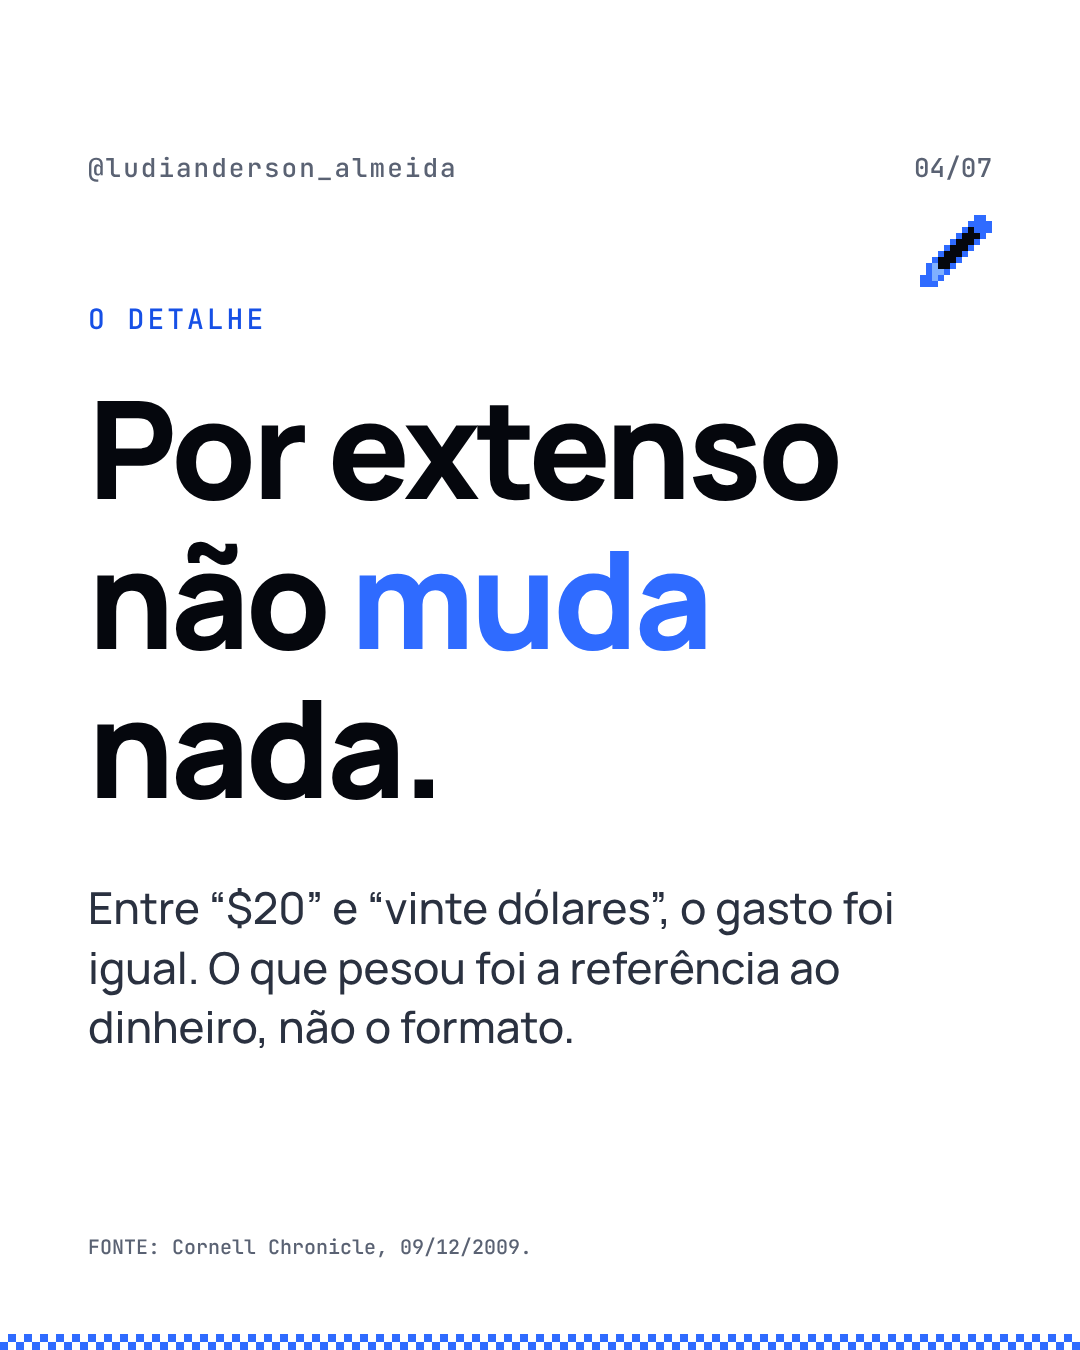 @ludianderson_almeida
04/07
O DETALHE
Por extenso
não muda
nada.
Entre “$20” e “vinte dólares”, o gasto foi
igual. O que pesou foi a referência ao
dinheiro, não o formato.
FONTE: Cornell Chronicle, 09/12/2009.